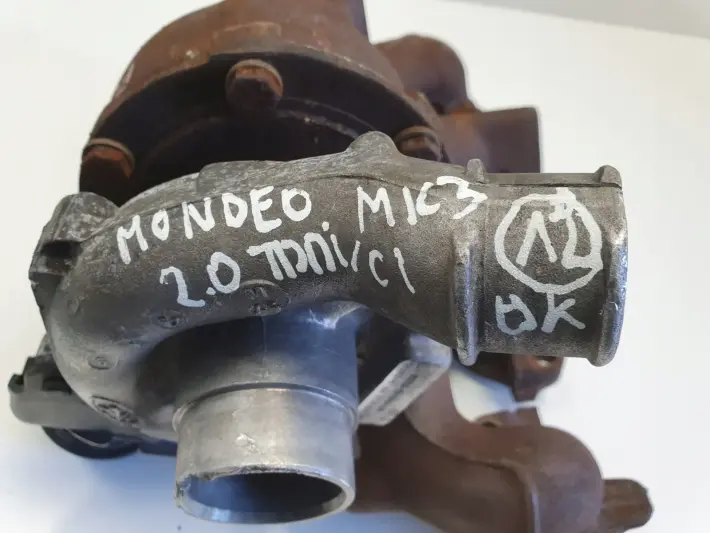 MONDEO MK3
2.0 TDDi/CI
12
OK